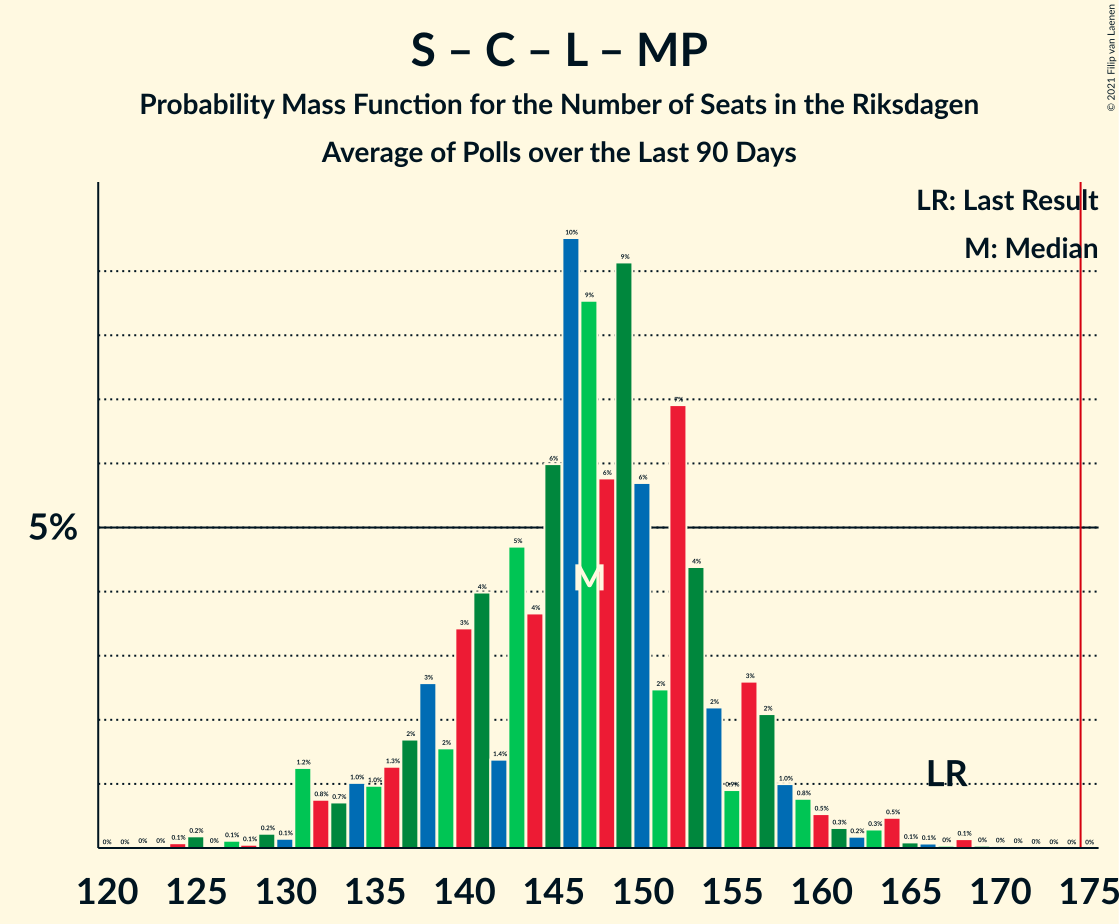 S – C – L – MP
Probability Mass Function for the Number of Seats in the Riksdagen
Average of Polls over the Last 90 Days
© 2021 Filip van Laenen
LR: Last Result
M: Median
5%
0% 0% 0% 0% 0.1% 0.2% 0% 0.1% 0.1% 0.2% 0.1% 1.2% 0.8% 0.7% 1.0% 1.0% 1.3% 2% 3% 2% 3% 4% 1.4% 5% 4% 6% 10% 9% 6% 9% 6% 2% 7% 4% 2% 0.9% 3% 2% 1.0% 0.8% 0.5% 0.3% 0.2% 0.3% 0.5% 0.1% 0.1% 0% 0.1% 0% 0% 0% 0% 0% 0% 0%
M
LR
120 125 130 135 140 145 150 155 160 165 170 175